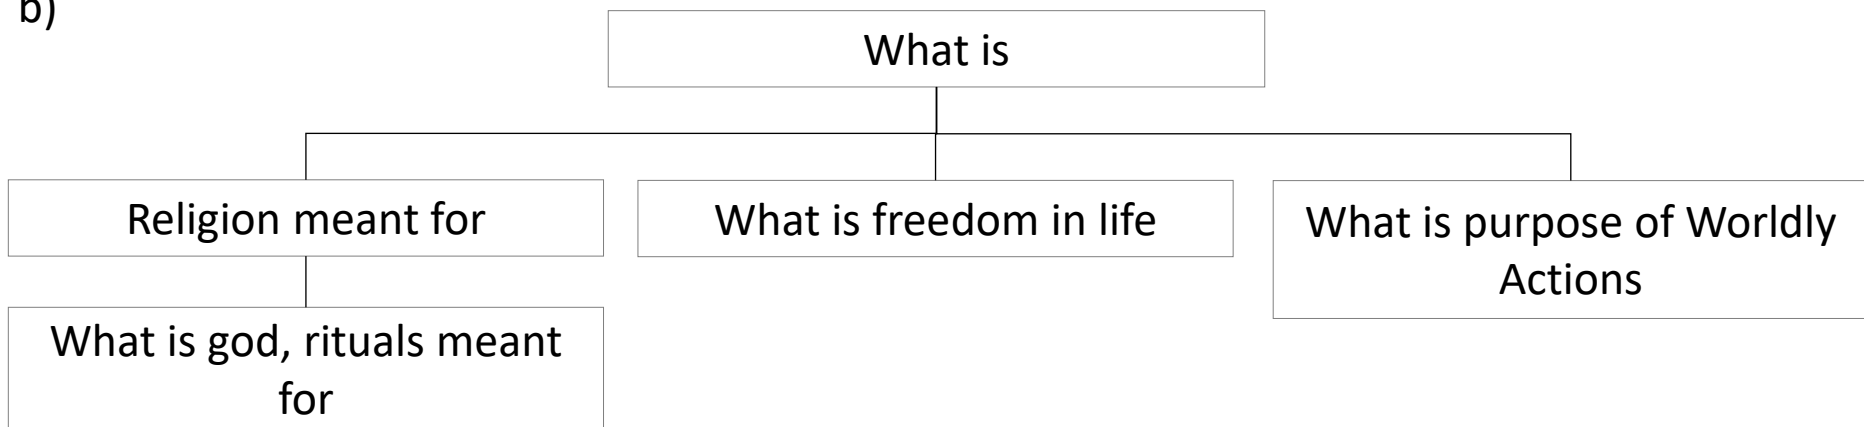 b)
What is
Religion meant for
What is freedom in life
What is purpose of Worldly
Actions
What is god, rituals meant
for